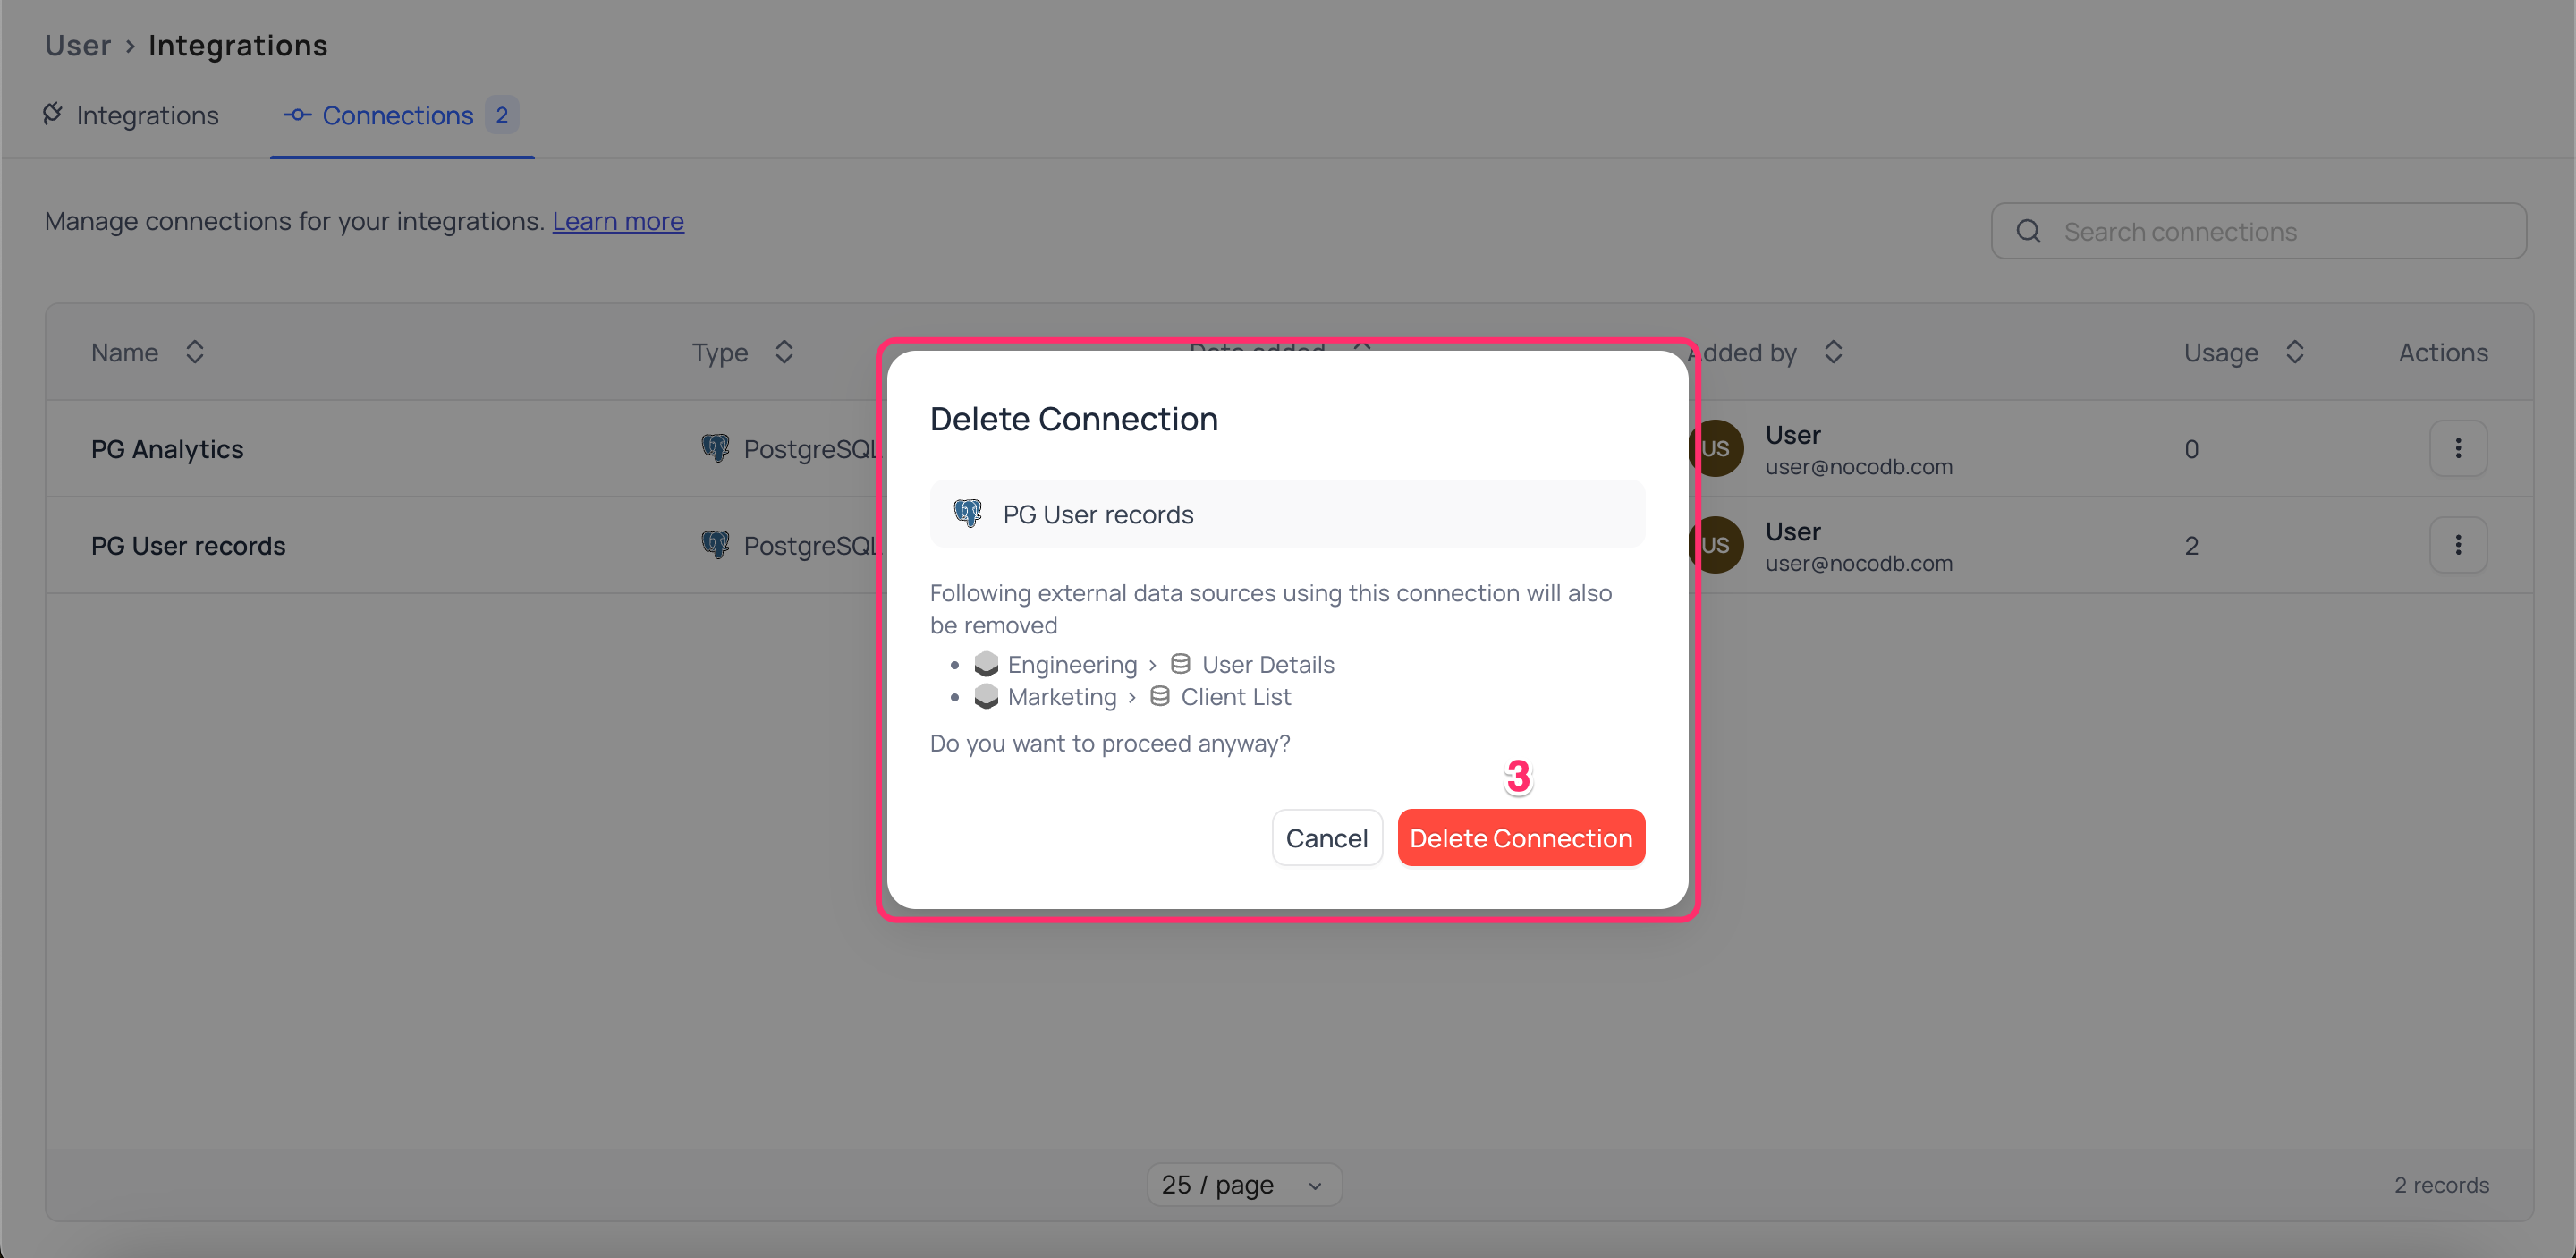 User > Integrations
Integrations
Connections 2
Manage connections for your integrations. Learn more
Search connections
Name Type Date added Added by Usage Actions
PG Analytics PostgreSQL US User 0
user@nocodb.com
PG User records PostgreSQL US User 2
user@nocodb.com
Delete Connection
PG User records
Following external data sources using this connection will also
be removed
• Engineering > User Details
• Marketing > Client List
Do you want to proceed anyway?
3
Cancel Delete Connection
25 / page
2 records